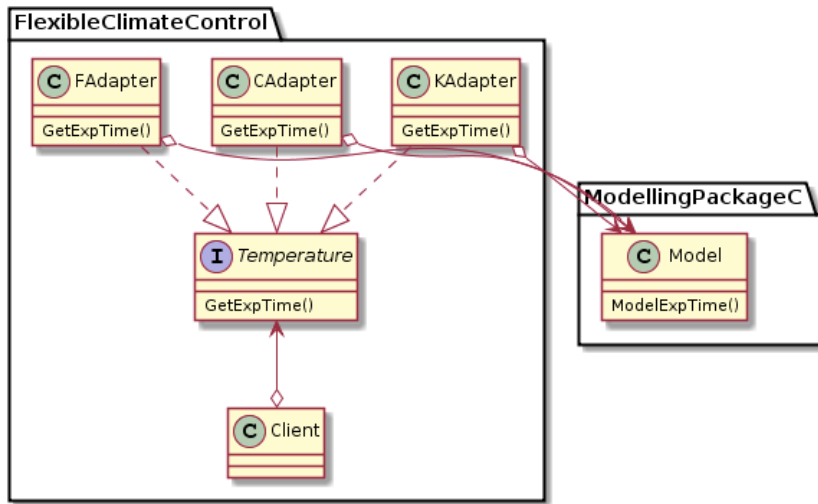 FlexibleClimateControl
C FAdapter
GetExpTime()
C CAdapter
GetExpTime()
C KAdapter
GetExpTime()
ModellingPackageC
I Temperature
GetExpTime()
C Model
ModelExpTime()
C Client